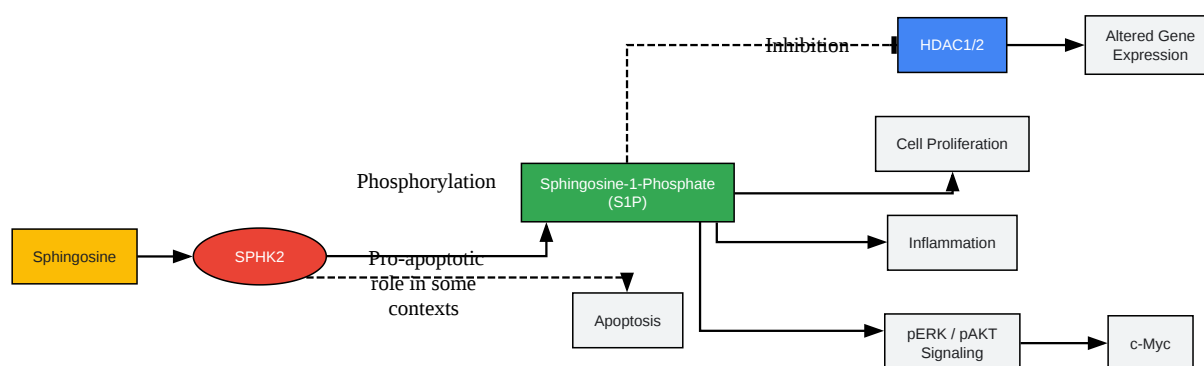 Inhibition
HDAC1/2
Altered Gene
Expression
Cell Proliferation
Phosphorylation
Sphingosine-1-Phosphate
(S1P)
Sphingosine
SPHK2
Pro-apoptotic
role in some
contexts
Inflammation
Apoptosis
pERK / pAKT
Signaling
c-Myc